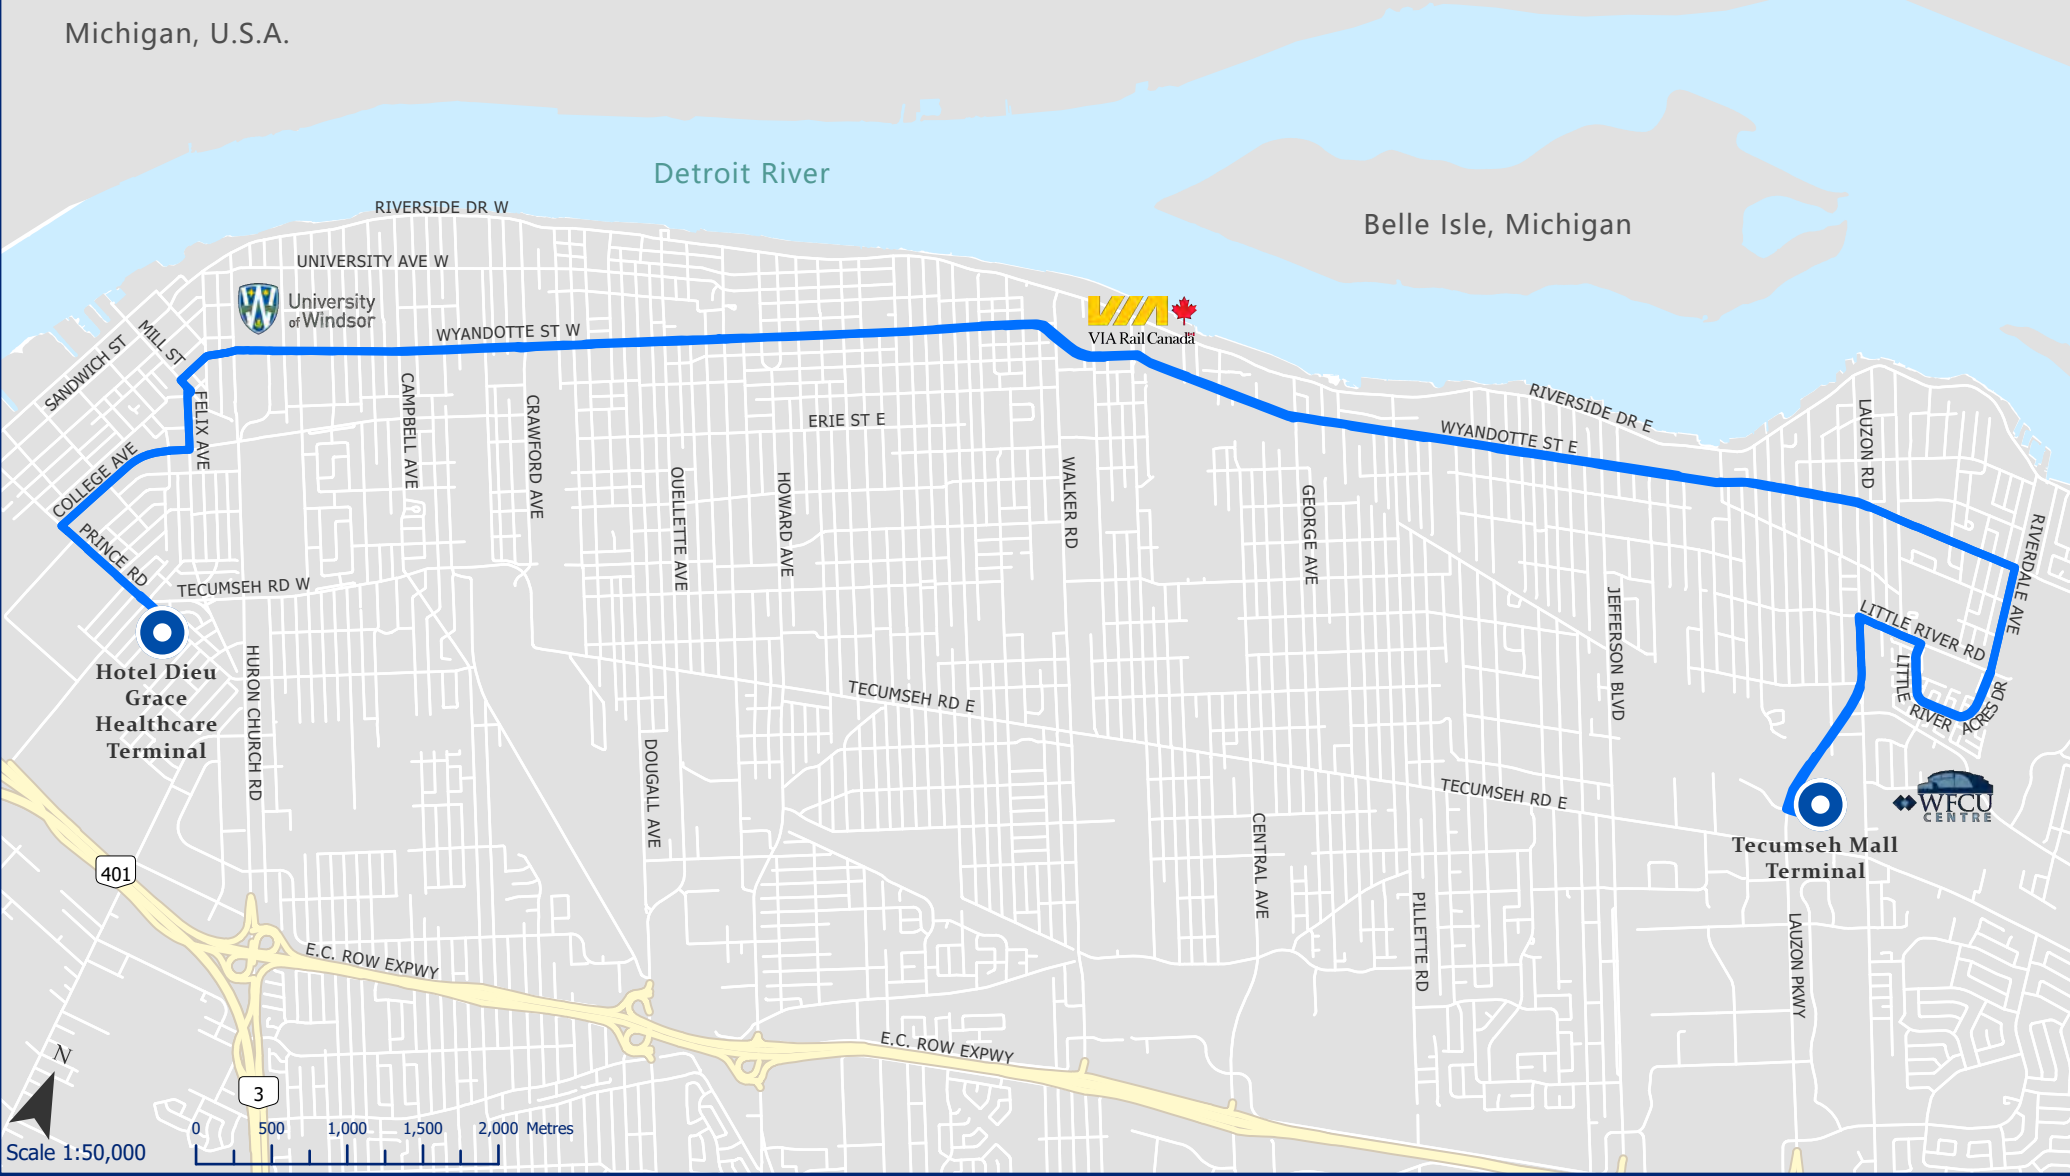 Michigan, U.S.A.
Detroit River
Belle Isle, Michigan
RIVERSIDE DR W
UNIVERSITY AVE W
University
of Windsor
WYANDOTTE ST W
VIA Rail Canada
MILL ST
SANDWICH ST
FELIX AVE
CAMPBELL AVE
CRAWFORD AVE
ERIE ST E
RIVERSIDE DR E
WYANDOTTE ST E
LAUZON RD
COLLEGE AVE
PRINCE RD
TECUMSEH RD W
OUELLETTE AVE
HOWARD AVE
WALKER RD
GEORGE AVE
JEFFERSON BLVD
RIVERDALE AVE
LITTLE RIVER RD
LITTLE RIVER ACRES DR
Hotel Dieu
Grace
Healthcare
Terminal
HURON CHURCH RD
TECUMSEH RD E
DOUGALL AVE
TECUMSEH RD E
WFCU
CENTRE
Tecumseh Mall
Terminal
CENTRAL AVE
PILLETTE RD
LAUZON PKWY
401
E.C. ROW EXPWY
E.C. ROW EXPWY
3
N
0 500 1,000 1,500 2,000 Metres
Scale 1:50,000